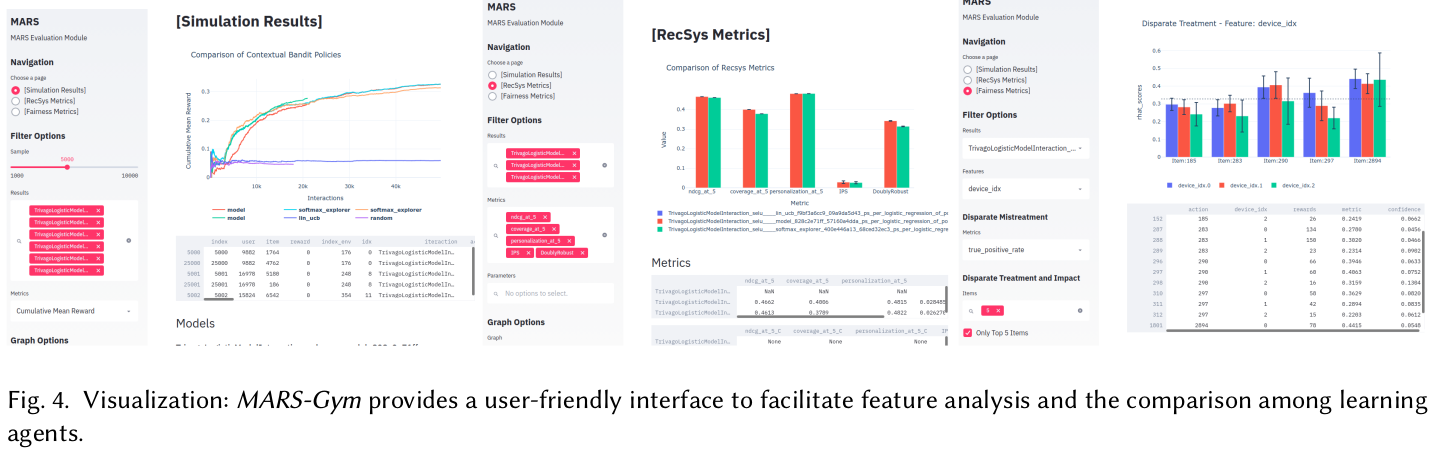 MARS
MARS Evaluation Module
Navigation
Choose a page
[Simulation Results]
[RecSys Metrics]
[Fairness Metrics]
Filter Options
Sample
5000
1000 10000
Results
TrivagoLogisticModel... ×
TrivagoLogisticModel... ×
TrivagoLogisticModel... ×
TrivagoLogisticModel... ×
TrivagoLogisticModel... ×
TrivagoLogisticModel... ×
Metrics
Cumulative Mean Reward
Graph Options
[Simulation Results]
Comparison of Contextual Bandit Policies
Cumulative Mean Reward
0.3
0.2
0.1
0
10k 20k 30k 40k
Interactions
model softmax_explorer softmax_explorer
model lin_ucb random
index user item reward index_env idx iteraction
5000 5000 9882 1764 0 176 0 TrivagoLogisticModelIn…
25000 25000 9882 4762 0 176 0 TrivagoLogisticModelIn…
5001 5001 16978 5180 0 248 8 TrivagoLogisticModelIn…
25001 25001 16978 186 0 248 8 TrivagoLogisticModelIn…
5002 5002 15824 6542 0 354 11 TrivagoLogisticModelIn…
Models
MARS
MARS Evaluation Module
Navigation
Choose a page
[Simulation Results]
[RecSys Metrics]
[Fairness Metrics]
Filter Options
Results
TrivagoLogisticModel... ×
TrivagoLogisticModel... ×
TrivagoLogisticModel... ×
Metrics
ndcg_at_5 ×
coverage_at_5 ×
personalization_at_5 ×
IPS × DoublyRobust ×
Parameters
No options to select.
Graph Options
Graph
[RecSys Metrics]
Comparison of Recsys Metrics
Value
0.4
0.3
0.2
0.1
0
ndcg_at_5 coverage_at_5 personalization_at_5 IPS DoublyRobust
Metric
Metrics
ndcg_at_5 coverage_at_5 personalization_at_5
TrivagoLogisticModelIn… NaN NaN NaN
TrivagoLogisticModelIn… 0.4662 0.4006 0.4815 0.028485
TrivagoLogisticModelIn… 0.4613 0.3789 0.4822 0.026270
ndcg_at_5_C coverage_at_5_C personalization_at_5_C
TrivagoLogisticModelIn… None None None
MARS
MARS Evaluation Module
Navigation
Choose a page
[Simulation Results]
[RecSys Metrics]
[Fairness Metrics]
Filter Options
Results
TrivagoLogisticModelInteraction_...
Features
device_idx
Disparate Mistreatment
Metrics
true_positive_rate
Disparate Treatment and Impact
Items
5 ×
Only Top 5 Items
Disparate Treatment - Feature: device_idx
rhat_scores
0.6
0.5
0.4
0.3
0.2
0.1
0
Item:185 Item:283 Item:290 Item:297 Item:2894
device_idx.0 device_idx.1 device_idx.2
action device_idx rewards metric confidence
152 185 2 26 0.2419 0.0662
287 283 0 134 0.2780 0.0456
288 283 1 158 0.3020 0.0466
289 283 2 23 0.2314 0.0902
296 290 0 66 0.3946 0.0633
297 290 1 68 0.4063 0.0752
298 290 2 16 0.3159 0.1304
310 297 0 58 0.3629 0.0820
311 297 1 42 0.2894 0.0835
312 297 2 15 0.2203 0.0612
1001 2894 0 78 0.4415 0.0548
Fig. 4. Visualization: MARS-Gym provides a user-friendly interface to facilitate feature analysis and the comparison among learning
agents.